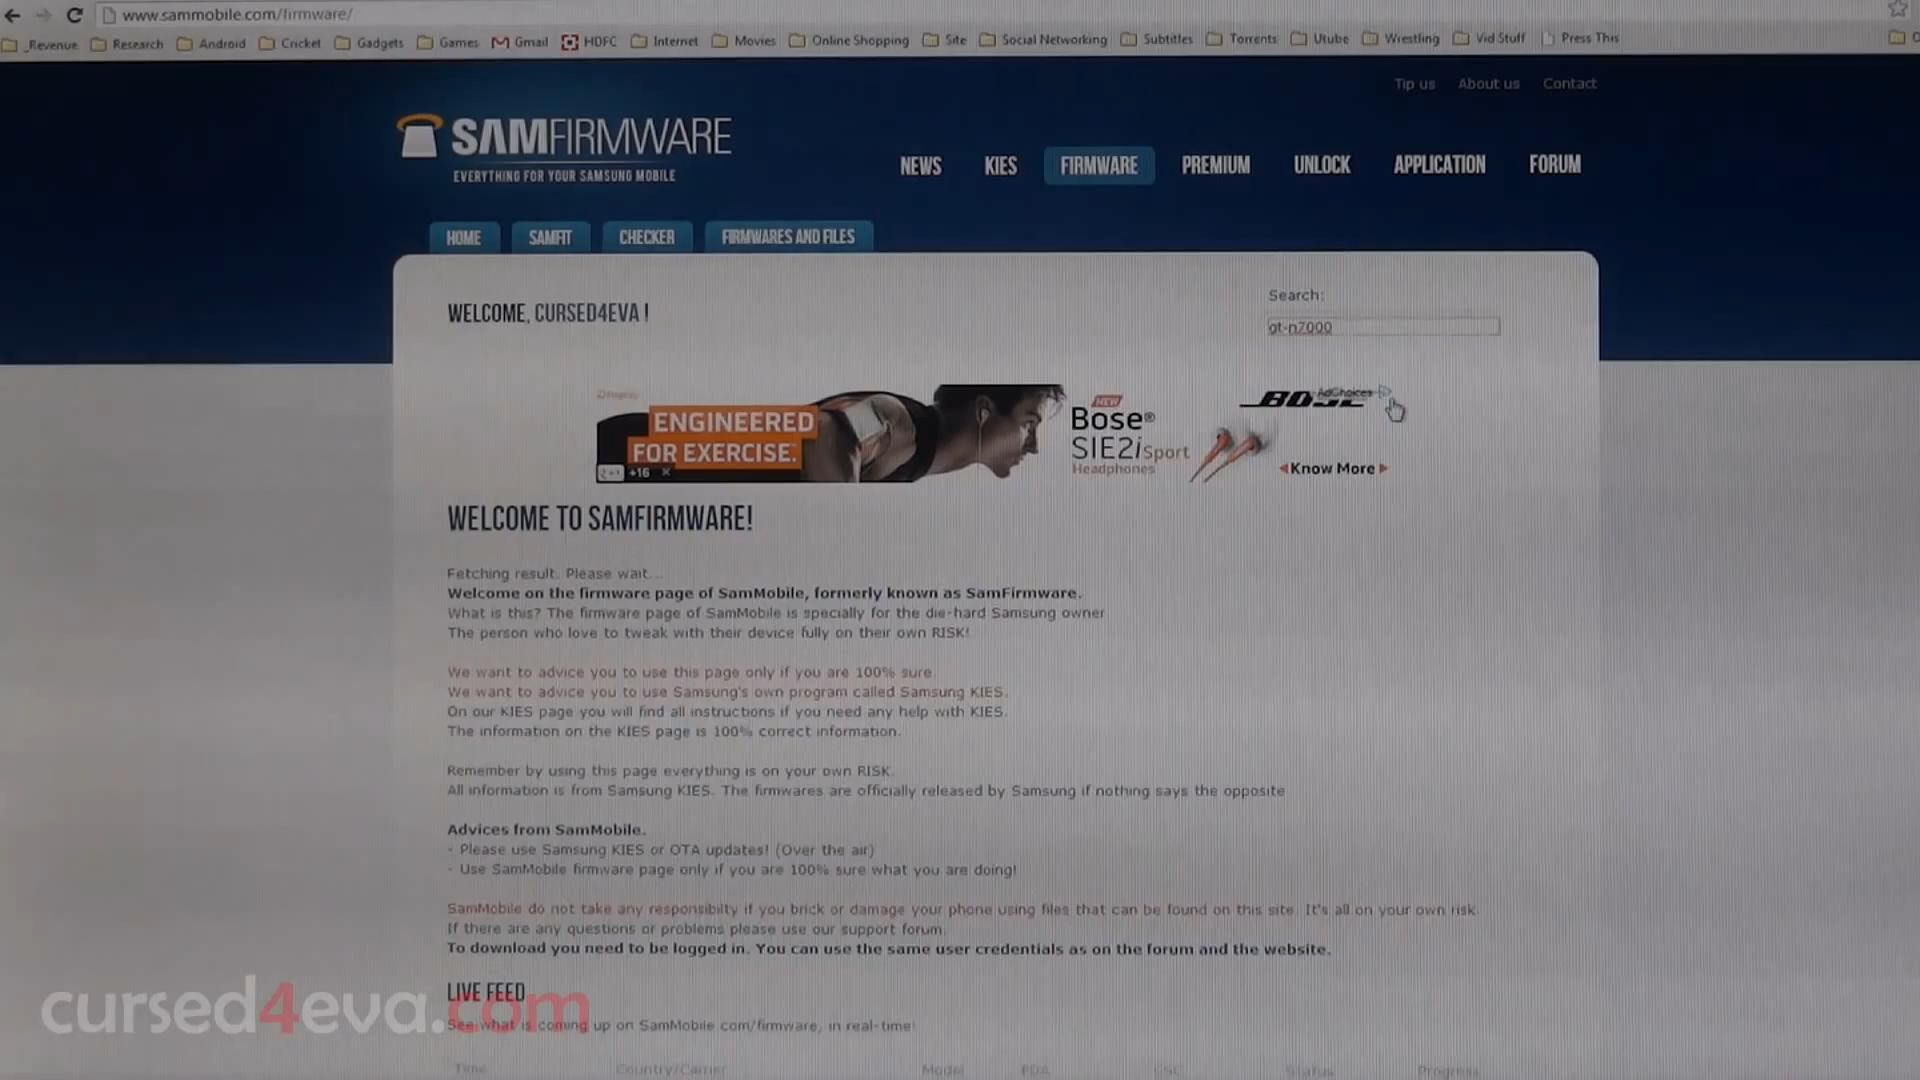 www.sammobile.com/firmware/
_Revenue Research Android Cricket Gadgets Games Gmail HDFC Internet Movies Online Shopping Site Social Networking Subtitles Torrents Utube Wrestling Vid Stuff Press This
Tip us About us Contact
SAMFIRMWARE
EVERYTHING FOR YOUR SAMSUNG MOBILE
NEWS KIES FIRMWARE PREMIUM UNLOCK APPLICATION FORUM
HOME SAMFIT CHECKER FIRMWARES AND FILES
WELCOME, CURSED4EVA !
Search:
gt-n7000
ENGINEERED
FOR EXERCISE.
+16
NEW
Bose®
SIE2i Sport
Headphones
BOSE
AdChoices
Know More
WELCOME TO SAMFIRMWARE!
Fetching result. Please wait...
Welcome on the firmware page of SamMobile, formerly known as SamFirmware.
What is this? The firmware page of SamMobile is specially for the die-hard Samsung owner
The person who love to tweak with their device fully on their own RISK!
We want to advice you to use this page only if you are 100% sure.
We want to advice you to use Samsung's own program called Samsung KIES.
On our KIES page you will find all instructions if you need any help with KIES.
The information on the KIES page is 100% correct information.
Remember by using this page everything is on your own RISK.
All information is from Samsung KIES. The firmwares are officially released by Samsung if nothing says the opposite
Advices from SamMobile.
- Please use Samsung KIES or OTA updates! (Over the air)
- Use SamMobile firmware page only if you are 100% sure what you are doing!
SamMobile do not take any responsibilty if you brick or damage your phone using files that can be found on this site. It's all on your own risk.
If there are any questions or problems please use our support forum.
To download you need to be logged in. You can use the same user credentials as on the forum and the website.
LIVE FEED
See what is coming up on SamMobile.com/firmware, in real-time!
cursed4eva.com
Time Country/Carrier Model PDA CSC Status Progress